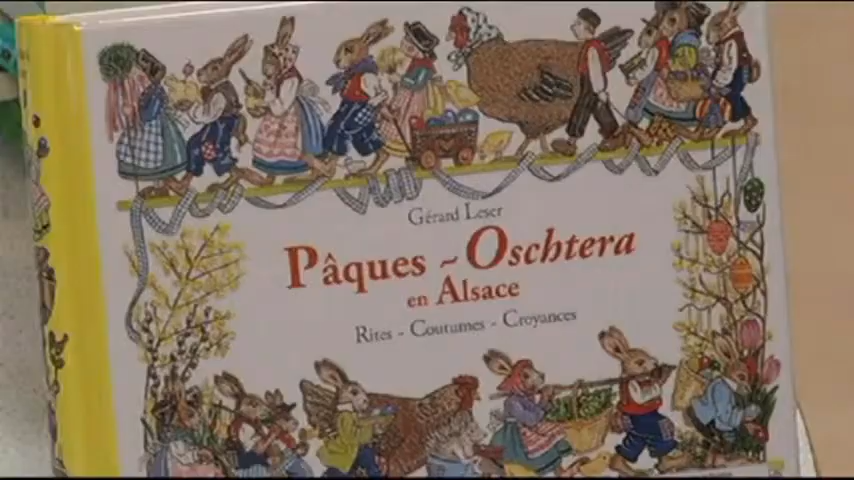 Gérard Leser
Pâques ~ Oschtera
en Alsace
Rites - Coutumes - Croyances